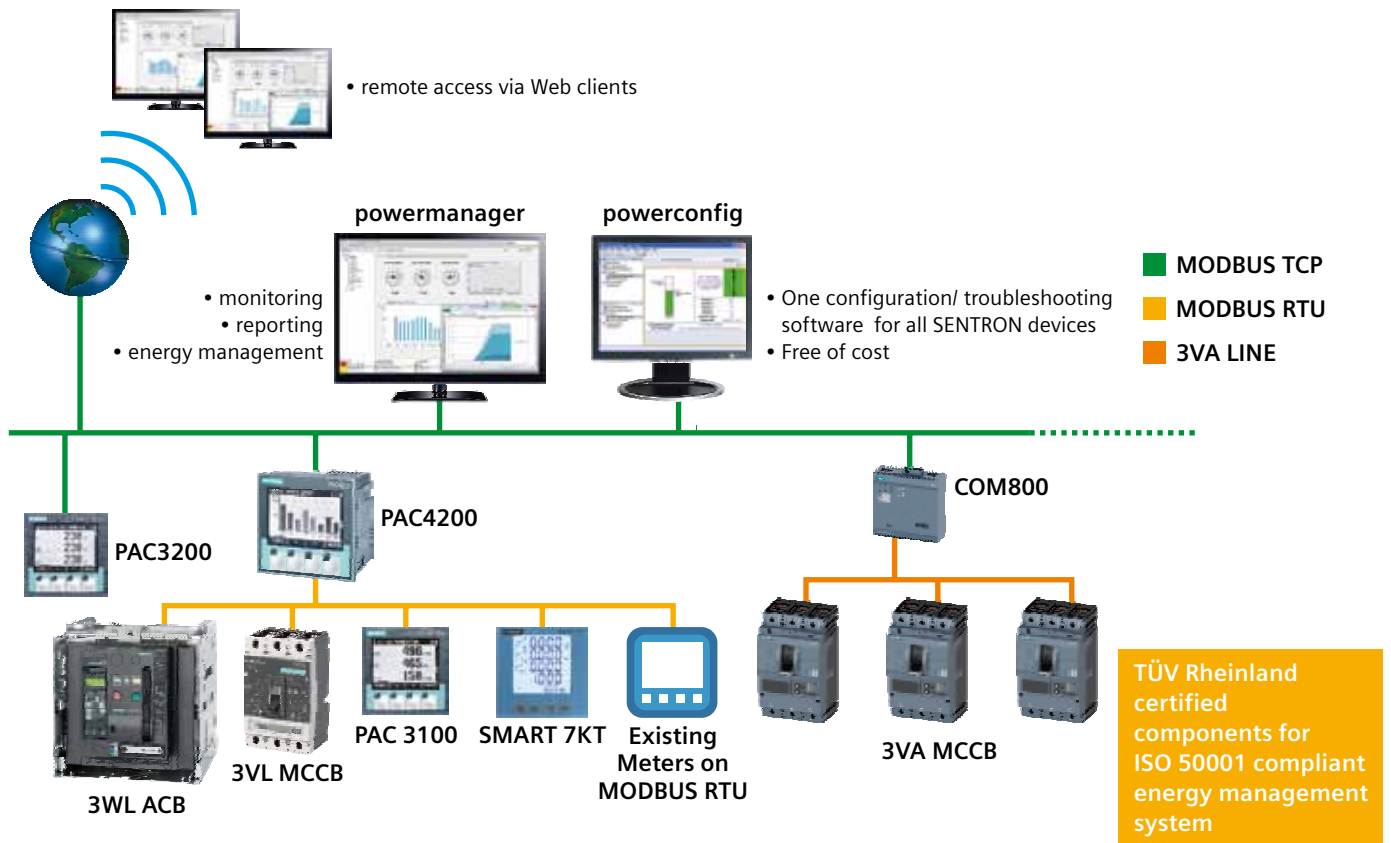 • remote access via Web clients
powermanager
powerconfig
• monitoring
• reporting
• energy management
• One configuration/ troubleshooting
software for all SENTRON devices
• Free of cost
MODBUS TCP
MODBUS RTU
3VA LINE
PAC3200
PAC4200
COM800
3WL ACB
3VL MCCB
PAC 3100
SMART 7KT
Existing
Meters on
MODBUS RTU
3VA MCCB
TÜV Rheinland
certified
components for
ISO 50001 compliant
energy management
system